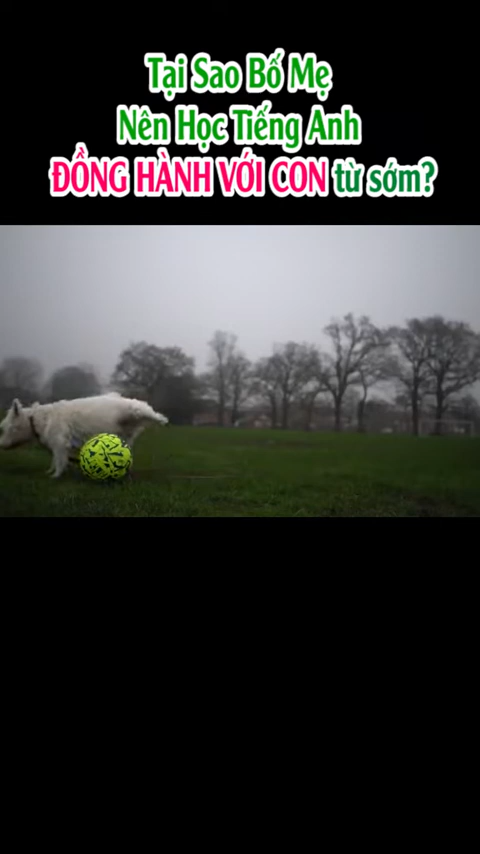 Tại Sao Bố Mẹ
Nên Học Tiếng Anh
ĐỒNG HÀNH VỚI CON từ sớm?